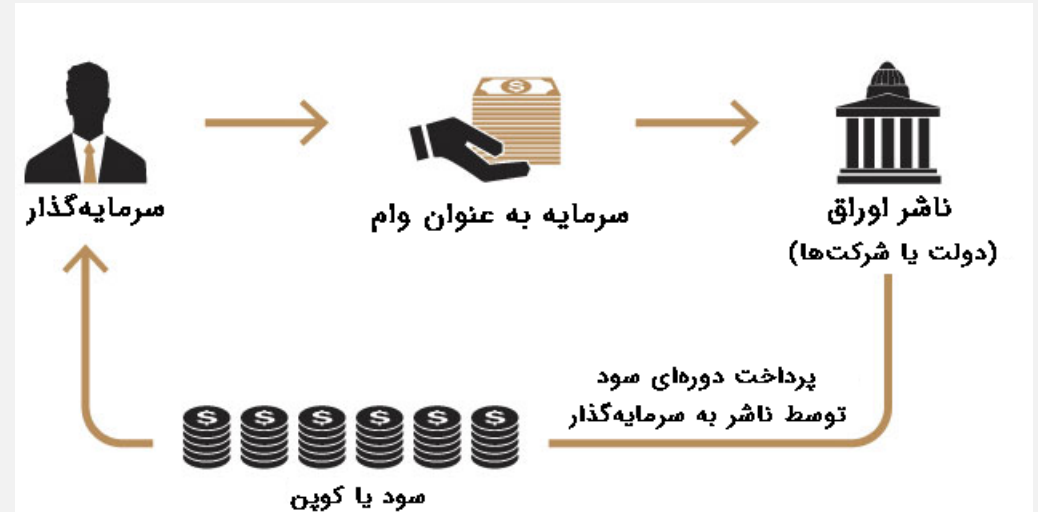 سرمایه‌گذار
سرمایه به عنوان وام
ناشر اوراق
(دولت یا شرکت‌ها)
پرداخت دوره‌ای سود
توسط ناشر به سرمایه‌گذار
سود یا کوپن